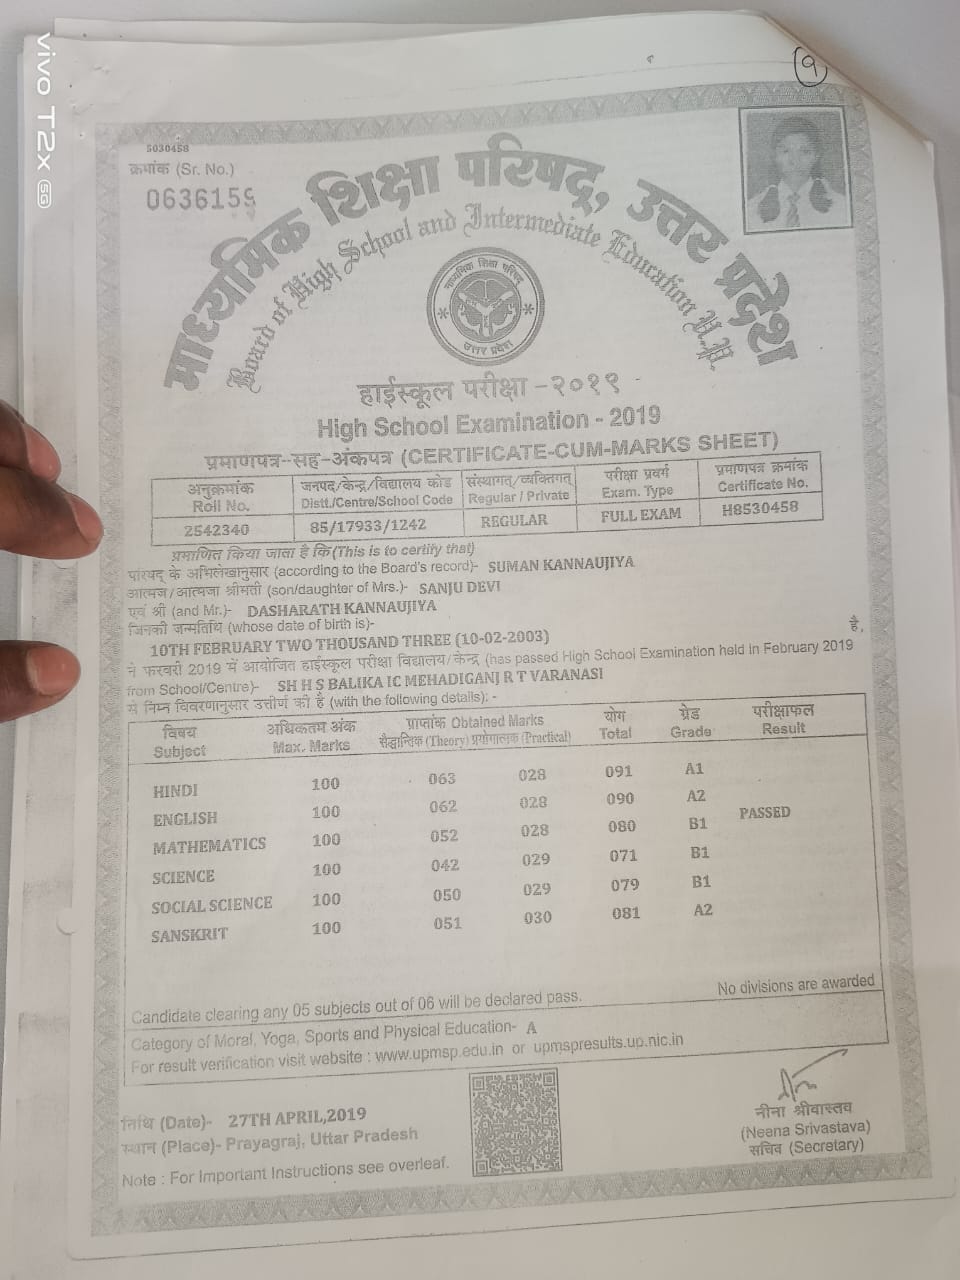 vivo T2x 5G
9
5030458
क्रमांक (Sr. No.)
0636159
माध्यमिक शिक्षा परिषद्, उत्तर प्रदेश
Board of High School and Intermediate Education U.P.
माध्यमिक शिक्षा परिषद्
उत्तर प्रदेश
हाईस्कूल परीक्षा -२०१९
High School Examination - 2019
प्रमाणपत्र-सह-अंकपत्र (CERTIFICATE-CUM-MARKS SHEET)
अनुक्रमांक जनपद/केन्द्र/विद्यालय कोड संस्थागत/व्यक्तिगत परीक्षा प्रवर्ग प्रमाणपत्र क्रमांक
Roll No. Distt./Centre/School Code Regular / Private Exam. Type Certificate No.
2542340 85/17933/1242 REGULAR FULL EXAM H8530458
प्रमाणित किया जाता है कि(This is to certify that)
परिषद् के अभिलेखानुसार (according to the Board's record)- SUMAN KANNAUJIYA
आत्मज/आत्मजा श्रीमती (son/daughter of Mrs.)- SANJU DEVI
एवं श्री (and Mr.)- DASHARATH KANNAUJIYA
जिनकी जन्मतिथि (whose date of birth is)-
10TH FEBRUARY TWO THOUSAND THREE (10-02-2003) है,
ने फरवरी 2019 में आयोजित हाईस्कूल परीक्षा विद्यालय/केन्द्र (has passed High School Examination held in February 2019
from School/Centre)- SH H S BALIKA IC MEHADIGANJ R T VARANASI
से निम्न विवरणानुसार उत्तीर्ण की है (with the following details): -
विषय अधिकतम अंक प्राप्तांक Obtained Marks योग ग्रेड परीक्षाफल
Subject Max. Marks सैद्धान्तिक (Theory) प्रयोगात्मक (Practical) Total Grade Result
HINDI 100 063 028 091 A1
ENGLISH 100 062 028 090 A2 PASSED
MATHEMATICS 100 052 028 080 B1
SCIENCE 100 042 029 071 B1
SOCIAL SCIENCE 100 050 029 079 B1
SANSKRIT 100 051 030 081 A2
Candidate clearing any 05 subjects out of 06 will be declared pass. No divisions are awarded
Category of Moral, Yoga, Sports and Physical Education- A
For result verification visit website : www.upmsp.edu.in or upmspresults.up.nic.in
तिथि (Date)- 27TH APRIL,2019
स्थान (Place)- Prayagraj, Uttar Pradesh
Note : For Important Instructions see overleaf.
नीना श्रीवास्तव
(Neena Srivastava)
सचिव (Secretary)